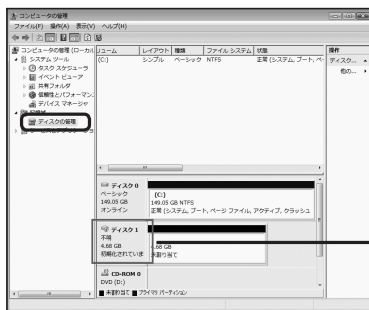 コンピュータの管理
ファイル(F) 操作(A) 表示(V) ヘルプ(H)
コンピュータの管理 (ローカル
システム ツール
タスク スケジューラ
イベント ビューア
共有フォルダ
信頼性とパフォーマン
デバイス マネージャ
ディスクの管理
リューム レイアウト 種類 ファイル システム 状態
(C:) シンプル ベーシック NTFS 正常 (システム, ブート, ペ
操作
ディスク...
他の...
ディスク 0
ベーシック
149.05 GB
オンライン
(C:)
149.05 GB NTFS
正常 (システム, ブート, ページ ファイル, アクティブ, クラッシュ
ディスク 1
不明
4.68 GB
初期化されていま
4.68 GB
未割り当て
CD-ROM 0
DVD (D:)
未割り当て プライマリ パーティション